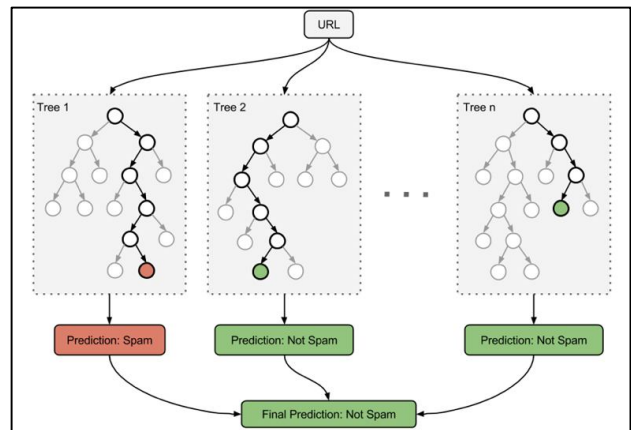 URL
Tree 1
Tree 2
Tree n
Prediction: Spam
Prediction: Not Spam
Prediction: Not Spam
Final Prediction: Not Spam